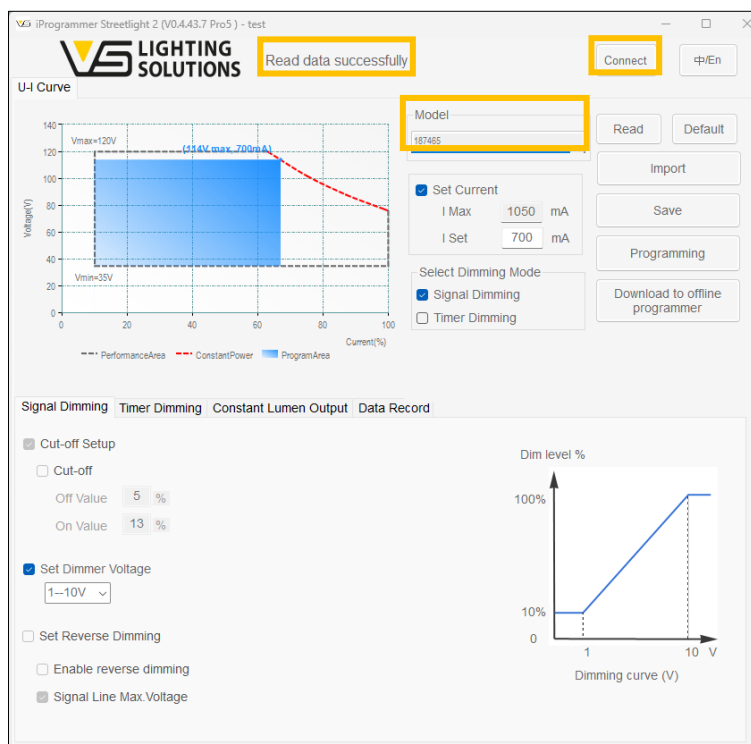 iProgrammer Streetlight 2 (V0.4.43.7 Pro5 ) - test
VS LIGHTING
SOLUTIONS
Read data successfully
Connect
中/En
U-I Curve
Model
187465
Read
Default
Import
Save
Programming
Download to offline
programmer
Set Current
I Max 1050 mA
I Set 700 mA
Select Dimming Mode
Signal Dimming
Timer Dimming
Voltage(V)
140
120
100
80
60
40
20
0
Vmax=120V
(114V max, 700mA)
Vmin=35V
0 20 40 60 80 100
Current(%)
PerformanceArea ConstantPower ProgramArea
Signal Dimming Timer Dimming Constant Lumen Output Data Record
Cut-off Setup
Cut-off
Off Value 5 %
On Value 13 %
Set Dimmer Voltage
1--10V
Set Reverse Dimming
Enable reverse dimming
Signal Line Max.Voltage
Dim level %
100%
10%
0
1 10 V
Dimming curve (V)